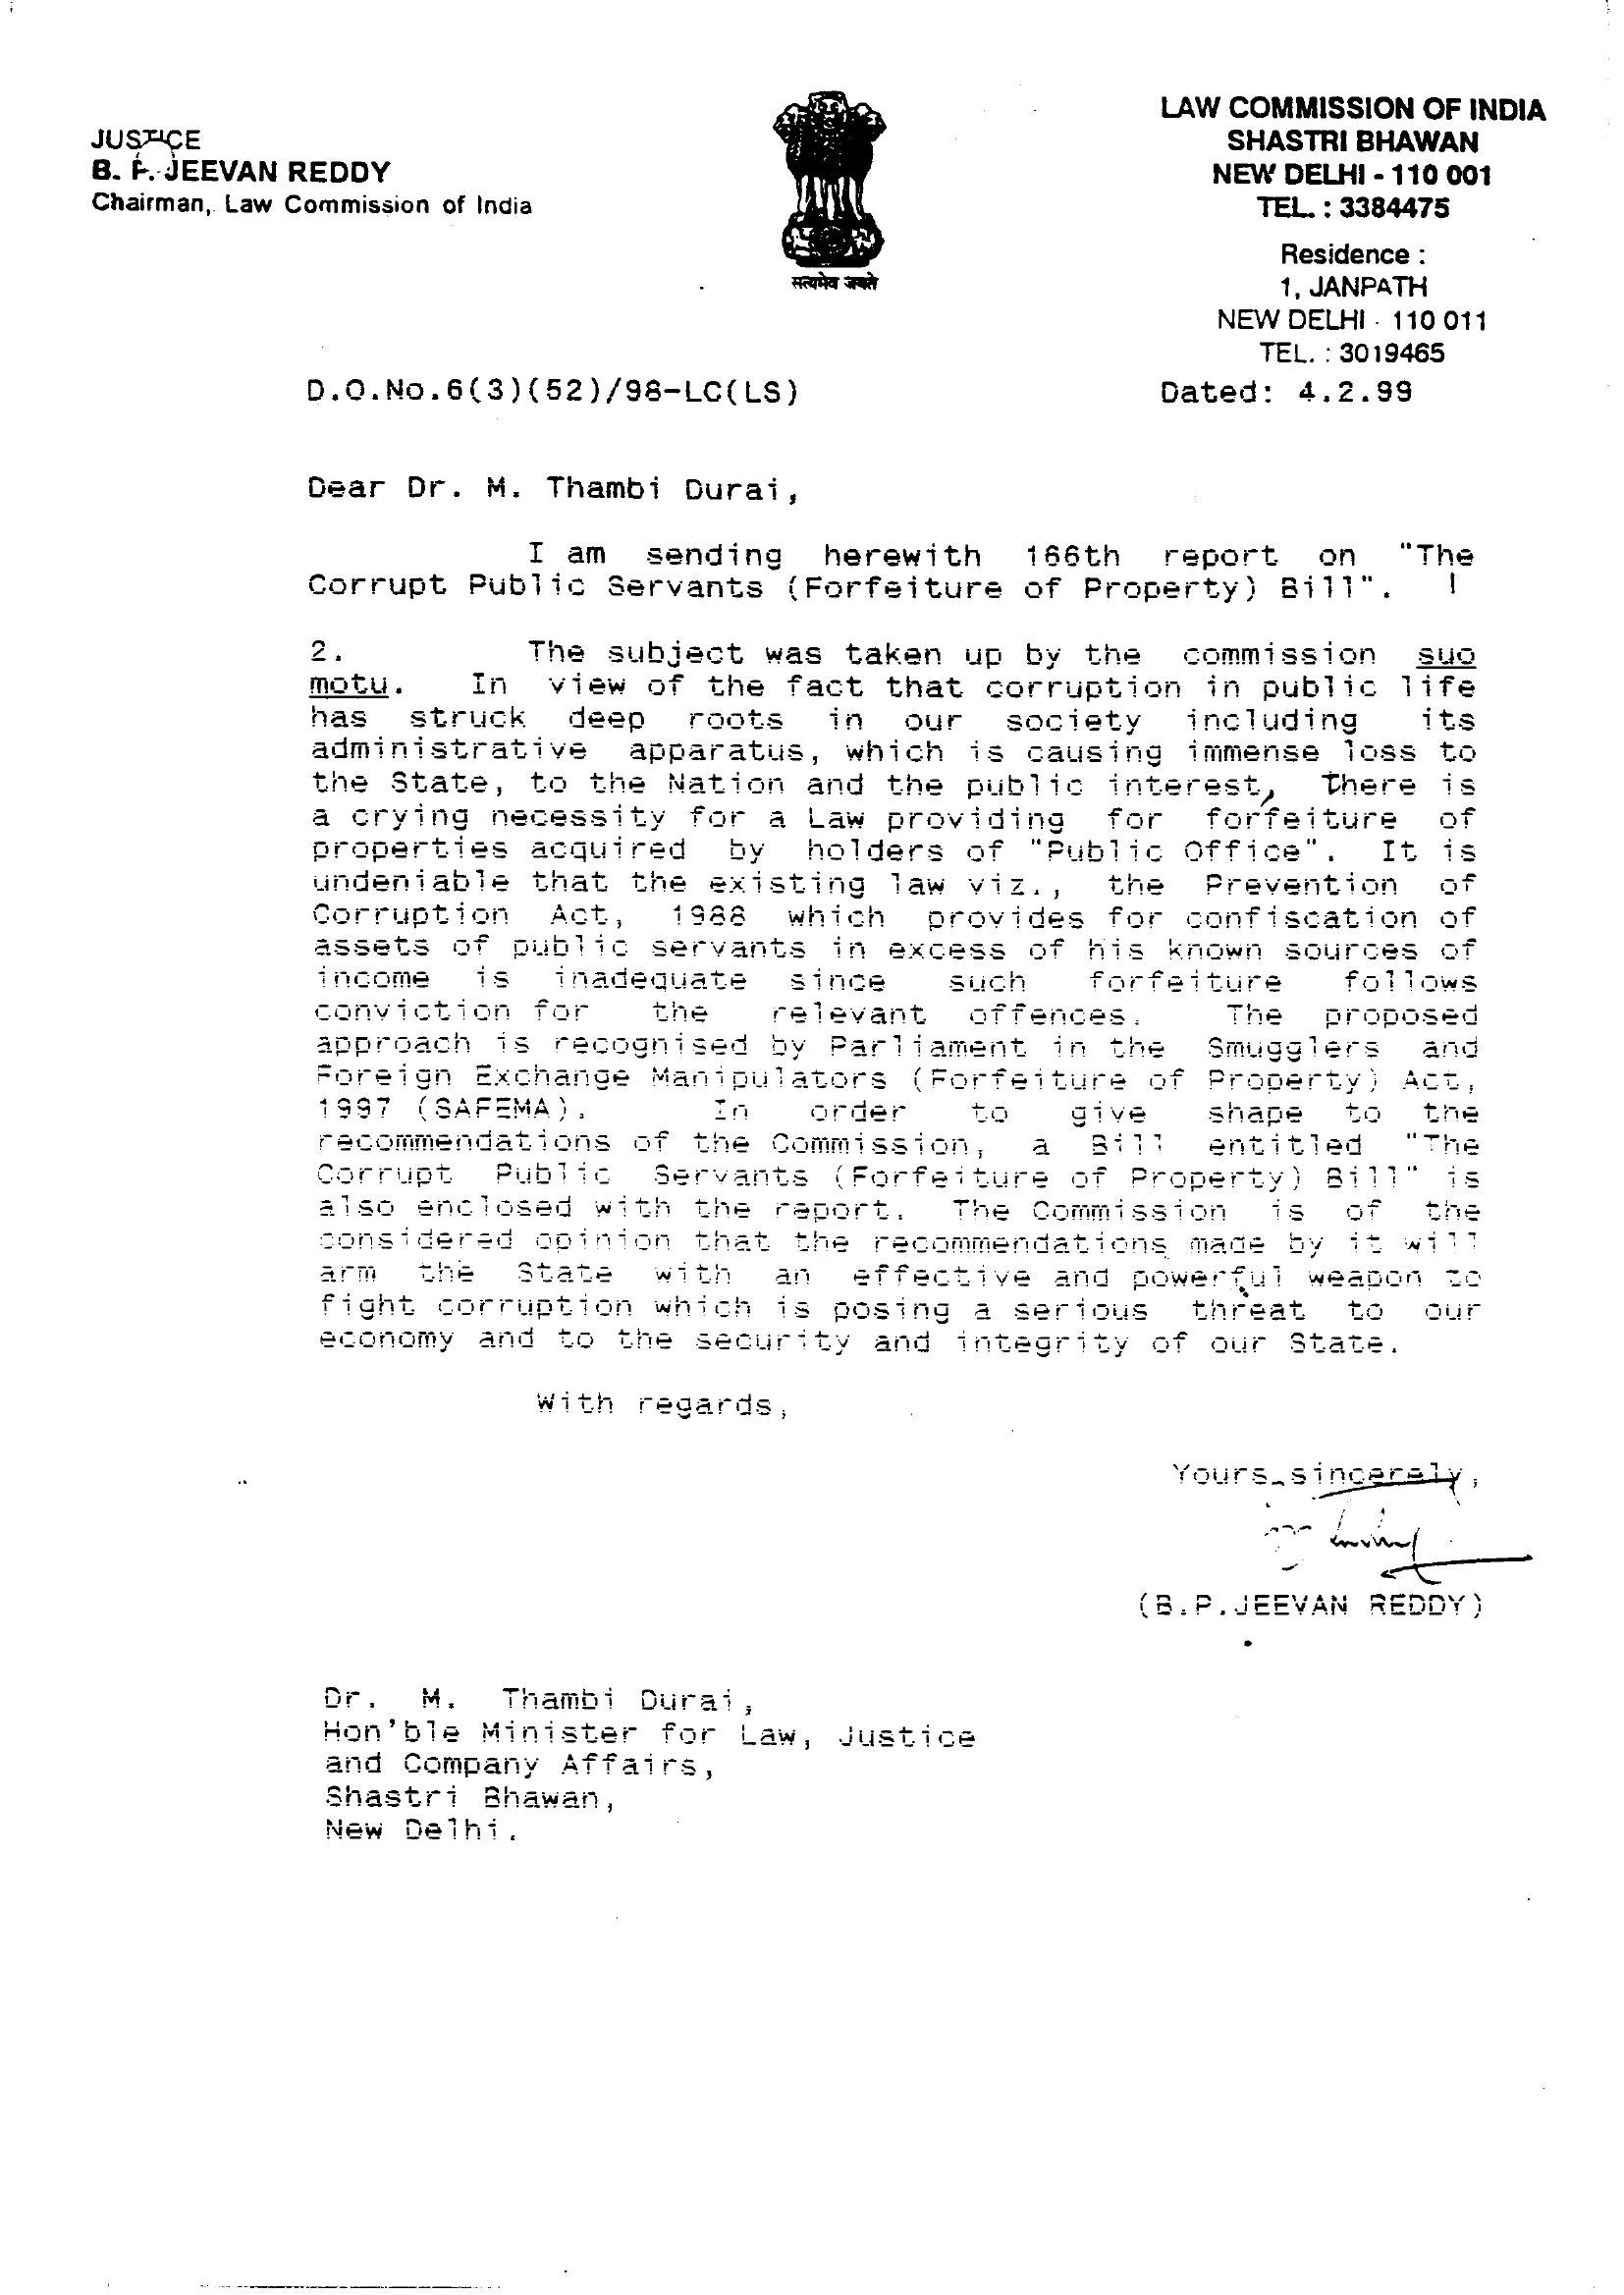 JUSTICE
B. P. JEEVAN REDDY
Chairman, Law Commission of India
सत्यमेव जयते
LAW COMMISSION OF INDIA
SHASTRI BHAWAN
NEW DELHI - 110 001
TEL. : 3384475
Residence :
1, JANPATH
NEW DELHI - 110 011
TEL. : 3019465
D.O.No.6(3)(52)/98-LC(LS)
Dated: 4.2.99
Dear Dr. M. Thambi Durai,
I am sending herewith 166th report on "The
Corrupt Public Servants (Forfeiture of Property) Bill".
2. The subject was taken up by the commission suo
motu. In view of the fact that corruption in public life
has struck deep roots in our society including its
administrative apparatus, which is causing immense loss to
the State, to the Nation and the public interest, there is
a crying necessity for a Law providing for forfeiture of
properties acquired by holders of "Public Office". It is
undeniable that the existing law viz., the Prevention of
Corruption Act, 1988 which provides for confiscation of
assets of public servants in excess of his known sources of
income is inadequate since such forfeiture follows
conviction for the relevant offences. The proposed
approach is recognised by Parliament in the Smugglers and
Foreign Exchange Manipulators (Forfeiture of Property) Act,
1997 (SAFEMA). In order to give shape to the
recommendations of the Commission, a Bill entitled "The
Corrupt Public Servants (Forfeiture of Property) Bill" is
also enclosed with the report. The Commission is of the
considered opinion that the recommendations made by it will
arm the State with an effective and powerful weapon to
fight corruption which is posing a serious threat to our
economy and to the security and integrity of our State.
With regards,
Yours sincerely,
(B.P.JEEVAN REDDY)
Dr. M. Thambi Durai,
Hon'ble Minister for Law, Justice
and Company Affairs,
Shastri Bhawan,
New Delhi.